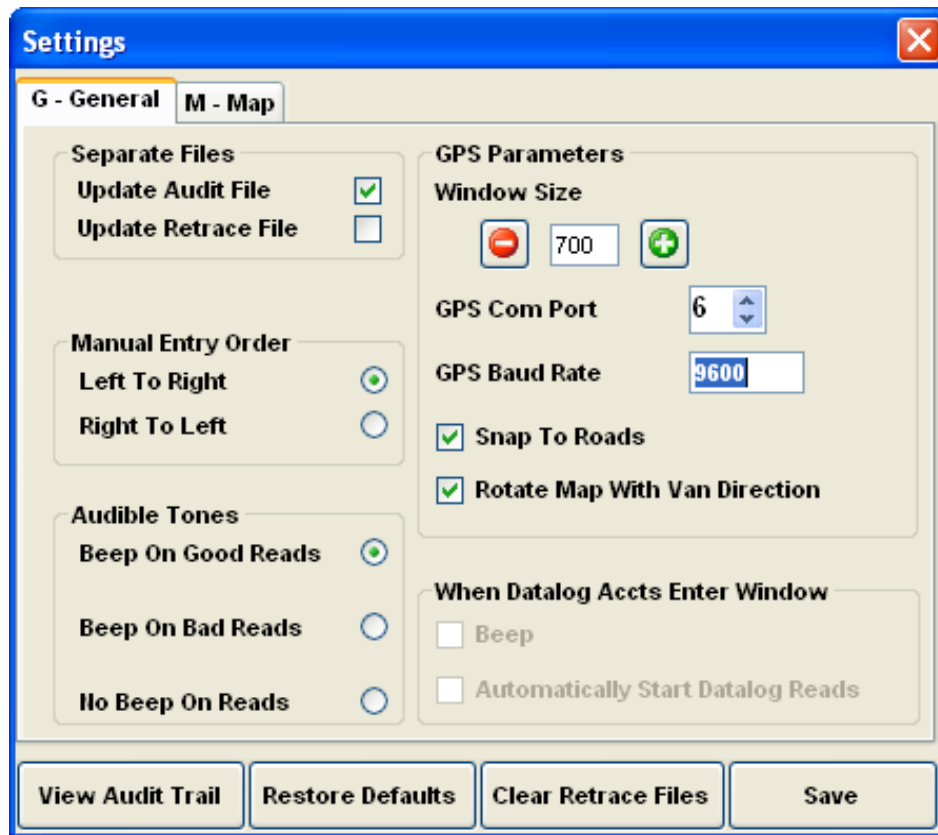 Settings
G - General
M - Map
Separate Files
Update Audit File
Update Retrace File
Manual Entry Order
Left To Right
Right To Left
Audible Tones
Beep On Good Reads
Beep On Bad Reads
No Beep On Reads
GPS Parameters
Window Size
700
GPS Com Port 6
GPS Baud Rate 9600
Snap To Roads
Rotate Map With Van Direction
When Datalog Accts Enter Window
Beep
Automatically Start Datalog Reads
View Audit Trail
Restore Defaults
Clear Retrace Files
Save